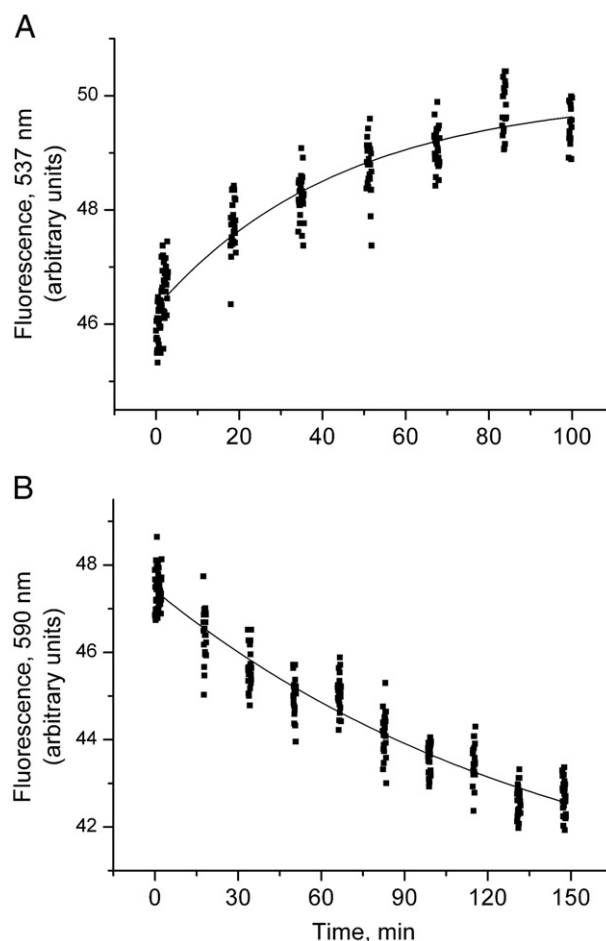 A
Fluorescence, 537 nm
(arbitrary units)
50
48
46
0
20
40
60
80
100
B
Fluorescence, 590 nm
(arbitrary units)
48
46
44
42
0
30
60
90
120
150
Time, min